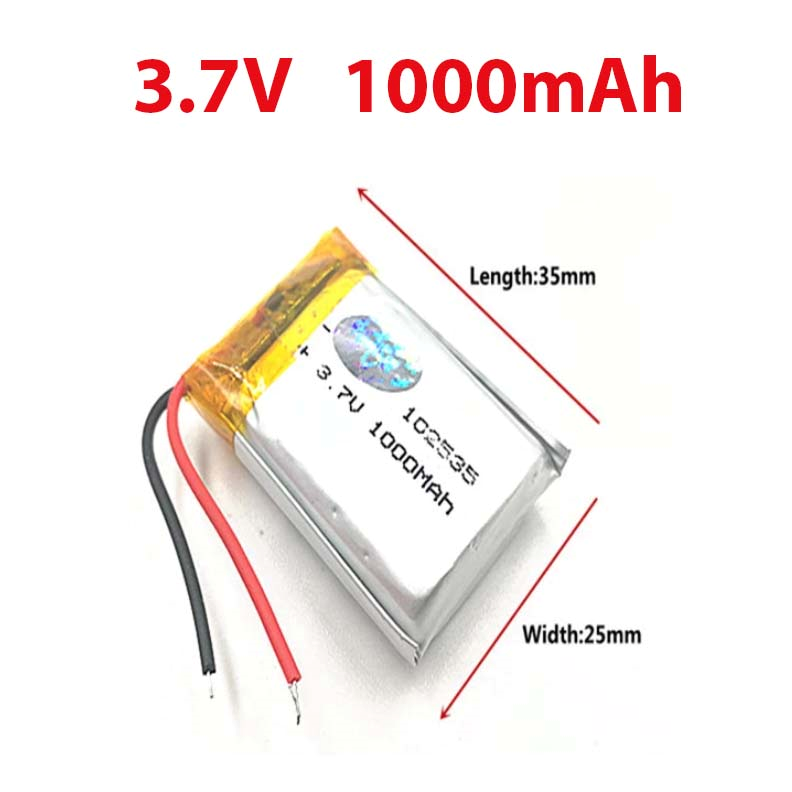 3.7V 1000mAh
Length:35mm
-
102535
+ 3.7V 1000MAh
Width:25mm